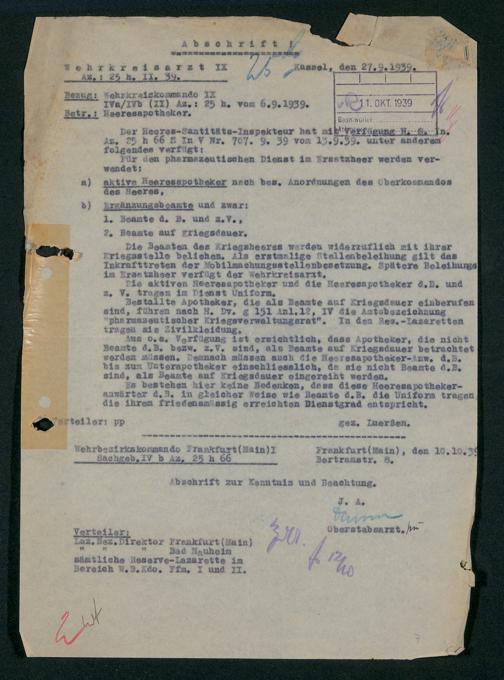 Abschrift!
Wehrkreisarzt IX
Kassel, den 27.9.1939.
Az.: 25 h. II. 39.
11. OKT. 1939
Bezug: Wehrkreiskommando IX
IVa/IVb (II) Az.: 25 h. vom 6.9.1939.
Betr.: Heeresapotheker.
Der Heeres-Sanitäts-Inspekteur hat mit Verfügung H. S. In.
Az. 25 h 66 S In V Nr. 707. 9. 39 von 13.9.39. unter anderem
folgendes verfügt:
Für den pharmazeutischen Dienst im Ersatzheer werden ver-
wendet:
a) aktive Heeresapotheker nach bes. Anordnungen des Oberkommandos
des Heeres,
b) Ergänzungsbeamte und zwar:
1. Beamte d. B. und z.V.,
2. Beamte auf Kriegsdauer.
Die Beamten des Kriegsheeres werden widerruflich mit ihrer
Kriegsstelle beliehen. Als erstmalige Stellenbeleihung gilt das
Inkrafttreten der Mobilmachungsstellenbesetzung. Spätere Beleihungen
im Ersatzheer verfügt der Wehrkreisarzt.
Die aktiven Heeresapotheker und die Heeresapotheker d.B. und
z. V. tragen im Dienst Uniform.
Bestallte Apotheker, die als Beamte auf Kriegsdauer einberufen
sind, führen nach H. Dv. g 151 Anl.12, IV die Amtsbezeichnung
"pharmazeutischer Kriegsverwaltungsrat". In den Res.-Lazaretten
tragen sie Zivilkleidung.
Aus o.a. Verfügung ist ersichtlich, dass Apotheker, die nicht
Beamte d.B. bezw. z.V. sind, als Beamte auf Kriegsdauer betrachtet
werden müssen. Demnach müssen auch die Heeresapotheker-Anw. d.B.
bis zum Unterapotheker einschliesslich, da sie nicht Beamte d.B.
sind, als Beamte auf Kriegsdauer eingereiht werden.
Es bestehen hier keine Bedenken, dass diese Heeresapotheker-
anwärter d.B. in gleicher Weise wie Beamte d.B. die Uniform tragen,
die ihrem friedensmässig erreichten Dienstgrad entspricht.
Verteiler: pp
gez. Luerßen.
Wehrbezirkskommando Frankfurt(Main)I
Frankfurt(Main), den 10.10.39
Sachgeb.IV b Az. 25 h 66
Bertramstr. 8.
Abschrift zur Kenntnis und Beachtung.
J. A.
Oberstabsarzt.
Verteiler:
Laz.Res.Direktor Frankfurt(Main)
" " " Bad Nauheim
sämtliche Reserve-Lazarette im
Bereich W.B.Kdo. Ffm. I und II.
12/10